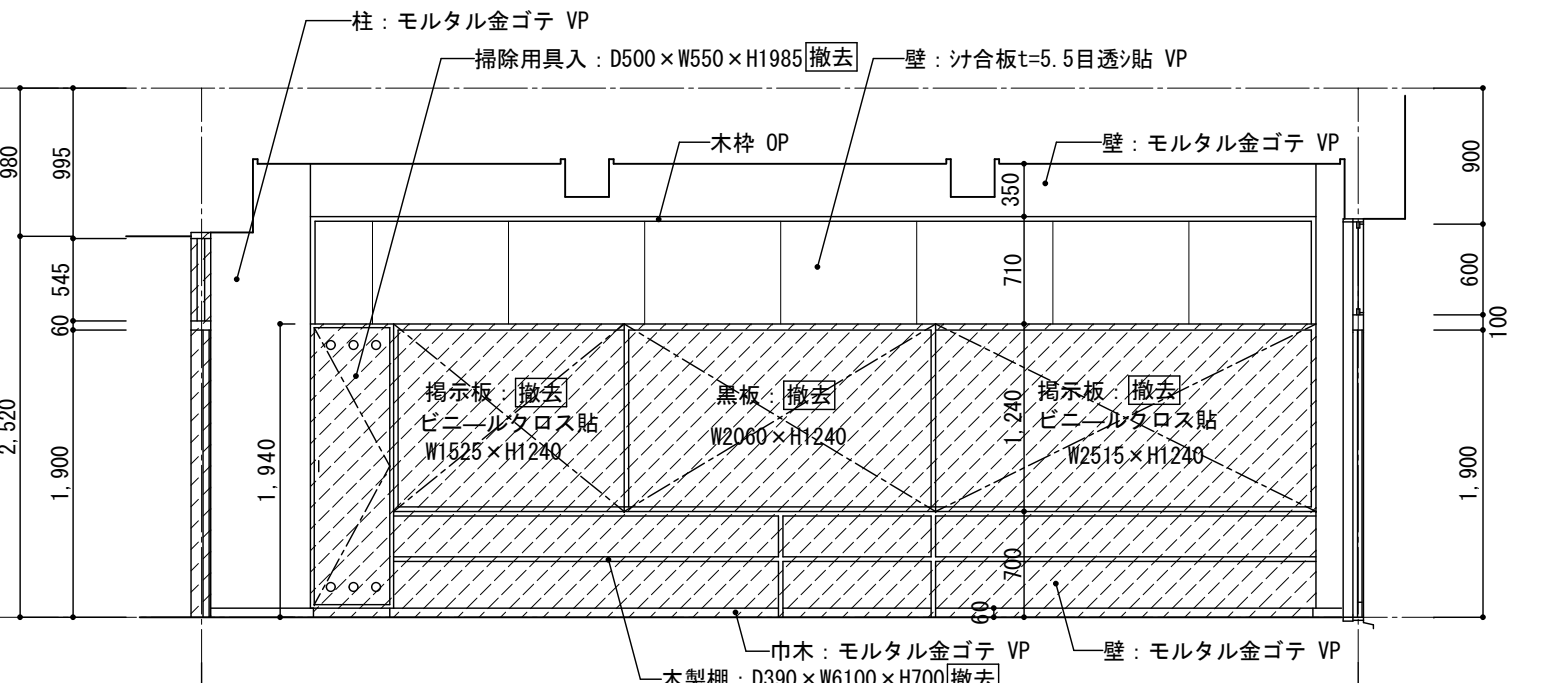 柱：モルタル金ゴテ VP
掃除用具入：D500×W550×H1985 撤去
壁：ｼﾅ合板t=5.5目透ｼ貼 VP
木枠 OP
壁：モルタル金ゴテ VP
980
995
350
900
545
710
600
60
100
掲示板：撤去
ビニールクロス貼
W1525×H1240
黒板：撤去
W2060×H1240
掲示板：撤去
ビニールクロス貼
W2515×H1240
2,520
1,900
1,940
1,240
1,900
700
60
巾木：モルタル金ゴテ VP
壁：モルタル金ゴテ VP
木製棚：D390×W6100×H700 撤去